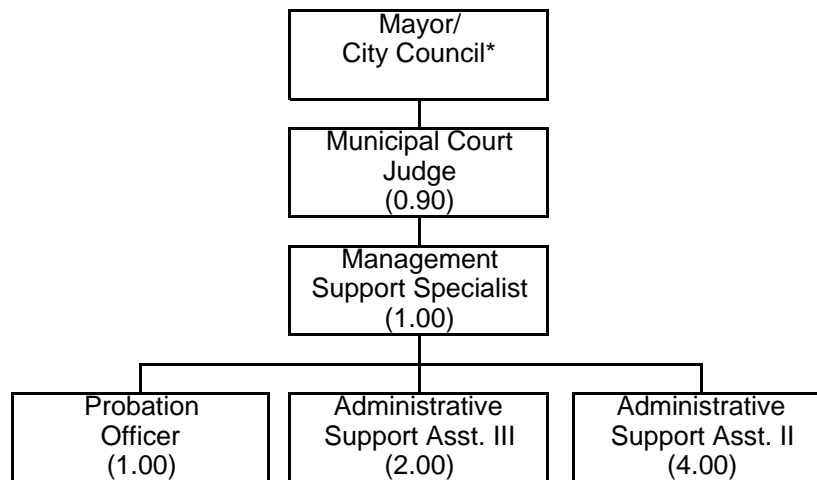 Mayor/
City Council*
Municipal Court
Judge
(0.90)
Management
Support Specialist
(1.00)
Probation
Officer
(1.00)
Administrative
Support Asst. III
(2.00)
Administrative
Support Asst. II
(4.00)